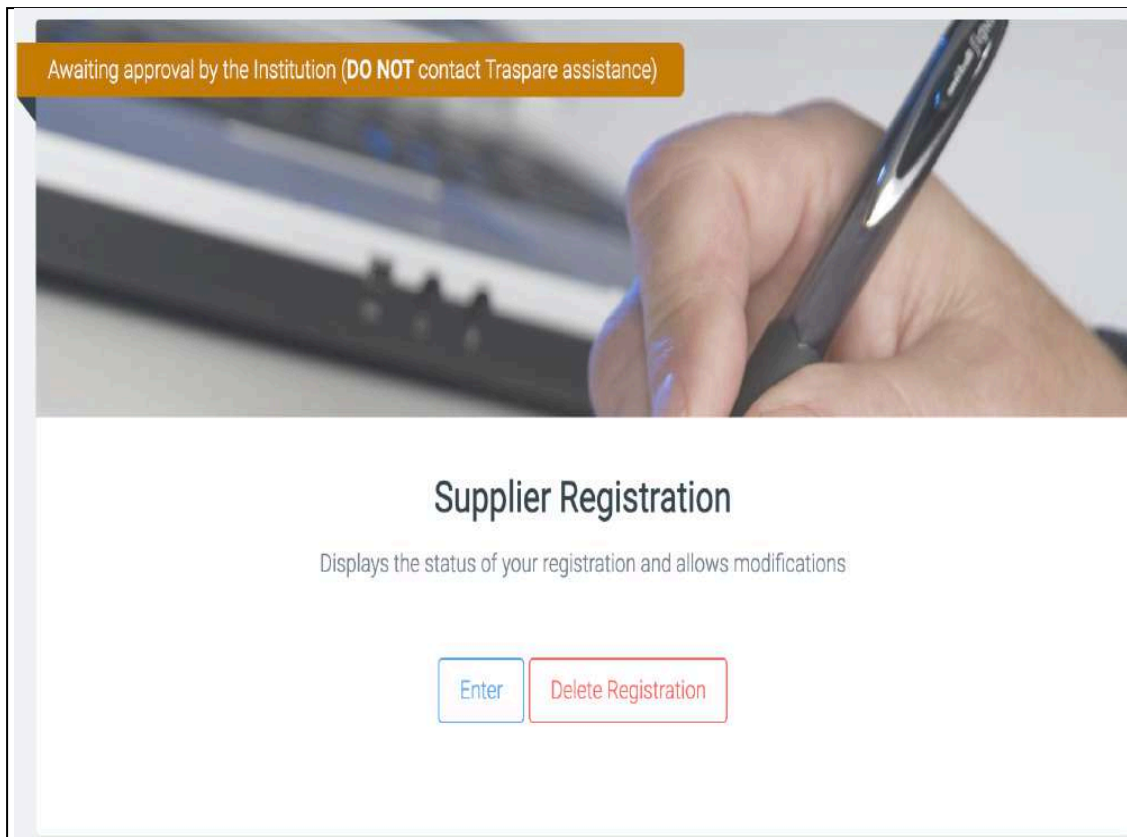 Awaiting approval by the Institution (DO NOT contact Traspare assistance)
Supplier Registration
Displays the status of your registration and allows modifications
Enter
Delete Registration